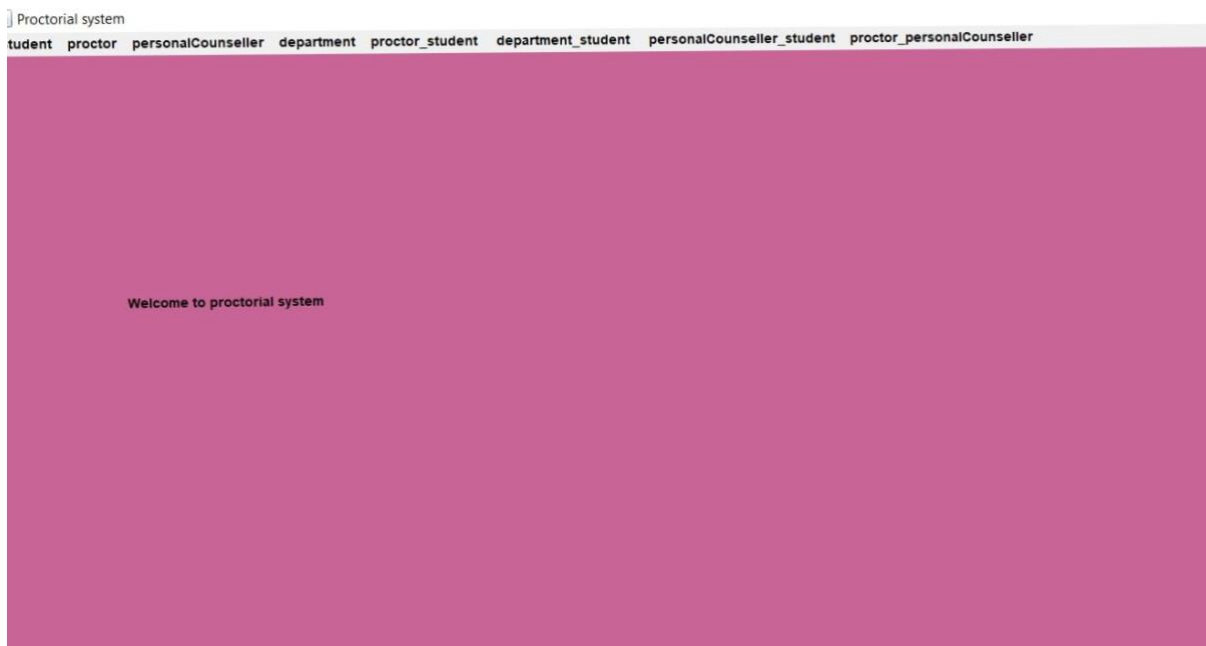 Proctorial system
tudent proctor personalCounseller department proctor_student department_student personalCounseller_student proctor_personalCounseller
Welcome to proctorial system